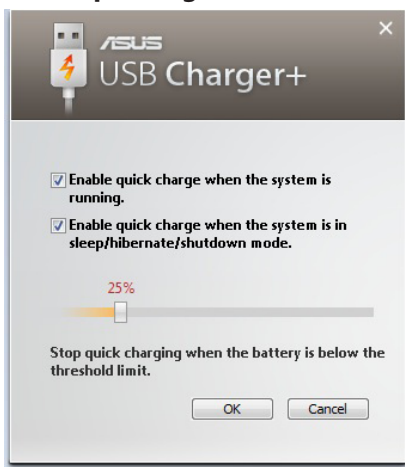 ASUS
USB Charger+
Enable quick charge when the system is
running.
Enable quick charge when the system is in
sleep/hibernate/shutdown mode.
25%
Stop quick charging when the battery is below the
threshold limit.
OK Cancel